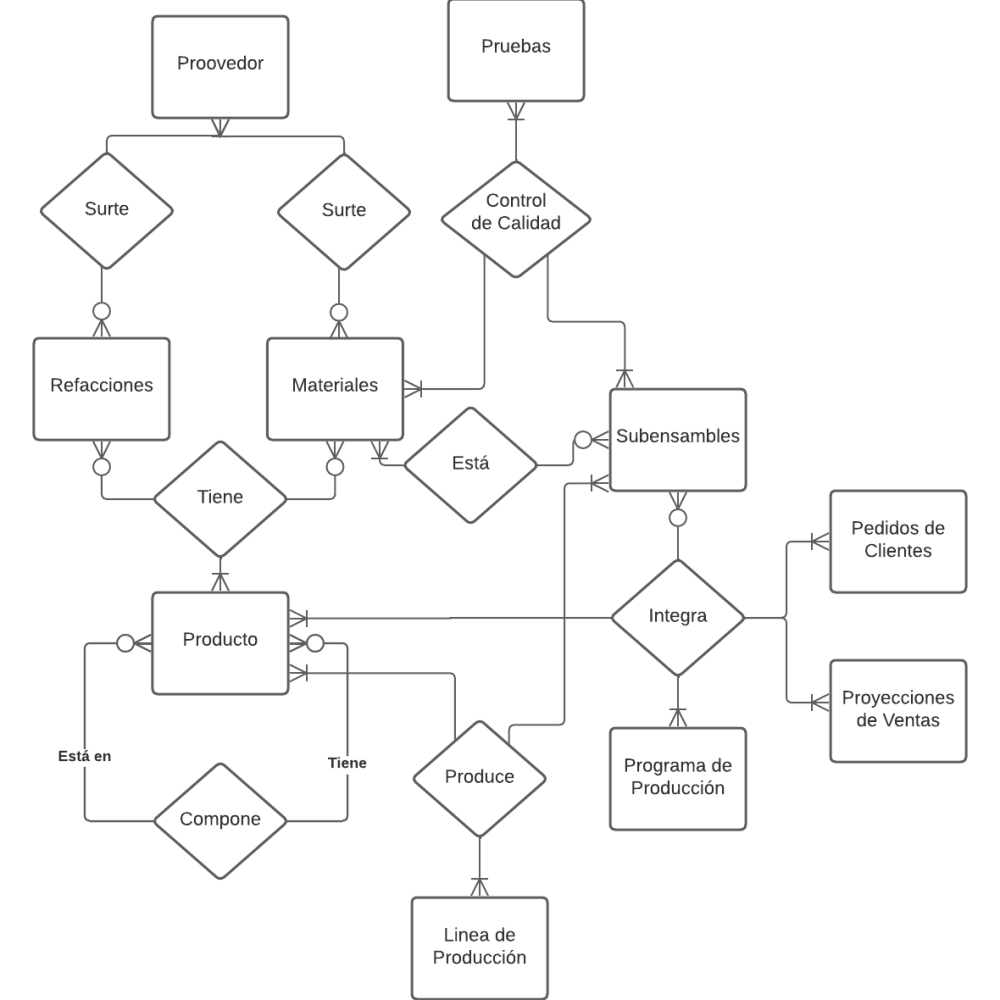 Proovedor
Pruebas
Surte
Surte
Control
de Calidad
Refacciones
Materiales
Subensambles
Está
Tiene
Pedidos de
Clientes
Integra
Producto
Proyecciones
de Ventas
Está en
Tiene
Programa de
Producción
Produce
Compone
Linea de
Producción